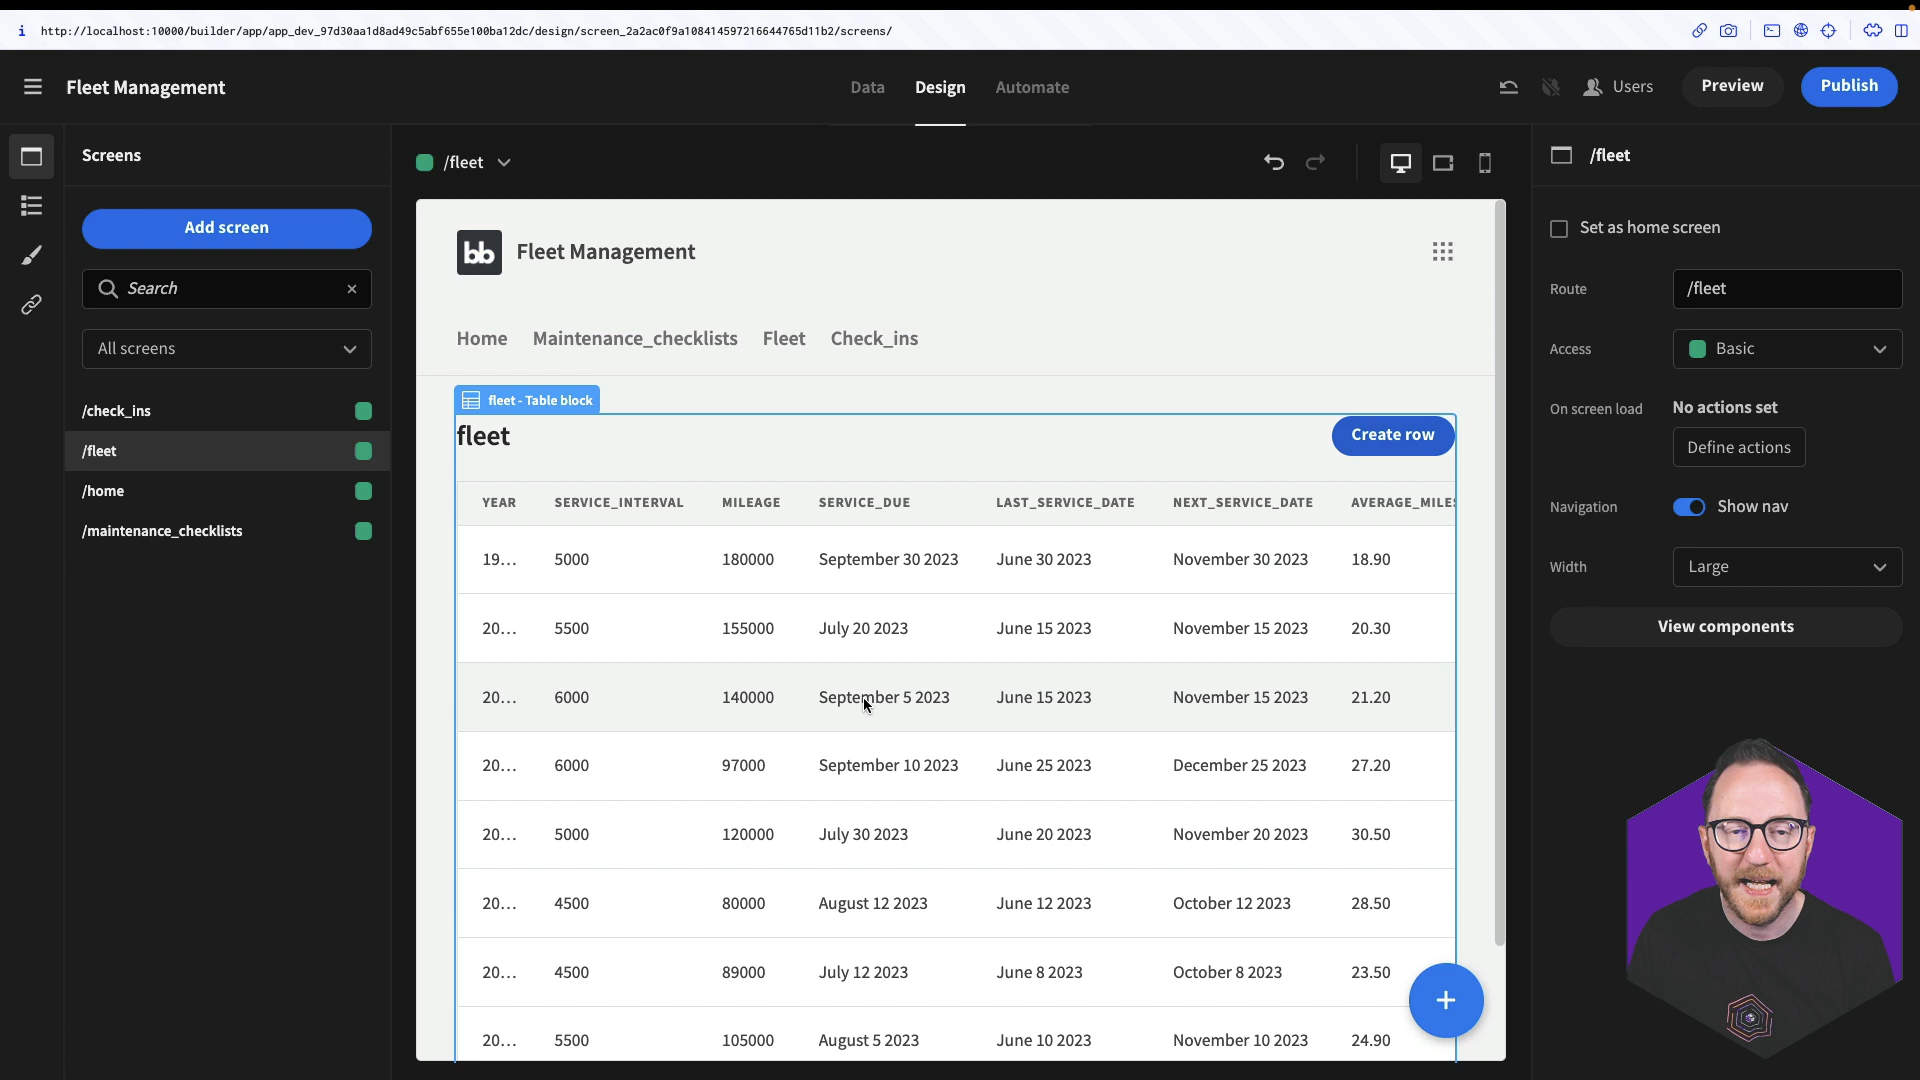 i http://localhost:10000/builder/app/app_dev_97d30aa1d8ad49c5abf655e100ba12dc/design/screen_2a2ac0f9a108414597216644765d11b2/screens/
Fleet Management
Data Design Automate
Users Preview Publish
Screens
Add screen
Search
All screens
/check_ins
/fleet
/home
/maintenance_checklists
/fleet
bb Fleet Management
Home Maintenance_checklists Fleet Check_ins
fleet - Table block
fleet Create row
YEAR SERVICE_INTERVAL MILEAGE SERVICE_DUE LAST_SERVICE_DATE NEXT_SERVICE_DATE AVERAGE_MILES
19... 5000 180000 September 30 2023 June 30 2023 November 30 2023 18.90
20... 5500 155000 July 20 2023 June 15 2023 November 15 2023 20.30
20... 6000 140000 September 5 2023 June 15 2023 November 15 2023 21.20
20... 6000 97000 September 10 2023 June 25 2023 December 25 2023 27.20
20... 5000 120000 July 30 2023 June 20 2023 November 20 2023 30.50
20... 4500 80000 August 12 2023 June 12 2023 October 12 2023 28.50
20... 4500 89000 July 12 2023 June 8 2023 October 8 2023 23.50
20... 5500 105000 August 5 2023 June 10 2023 November 10 2023 24.90
/fleet
Set as home screen
Route /fleet
Access Basic
On screen load No actions set
Define actions
Navigation Show nav
Width Large
View components